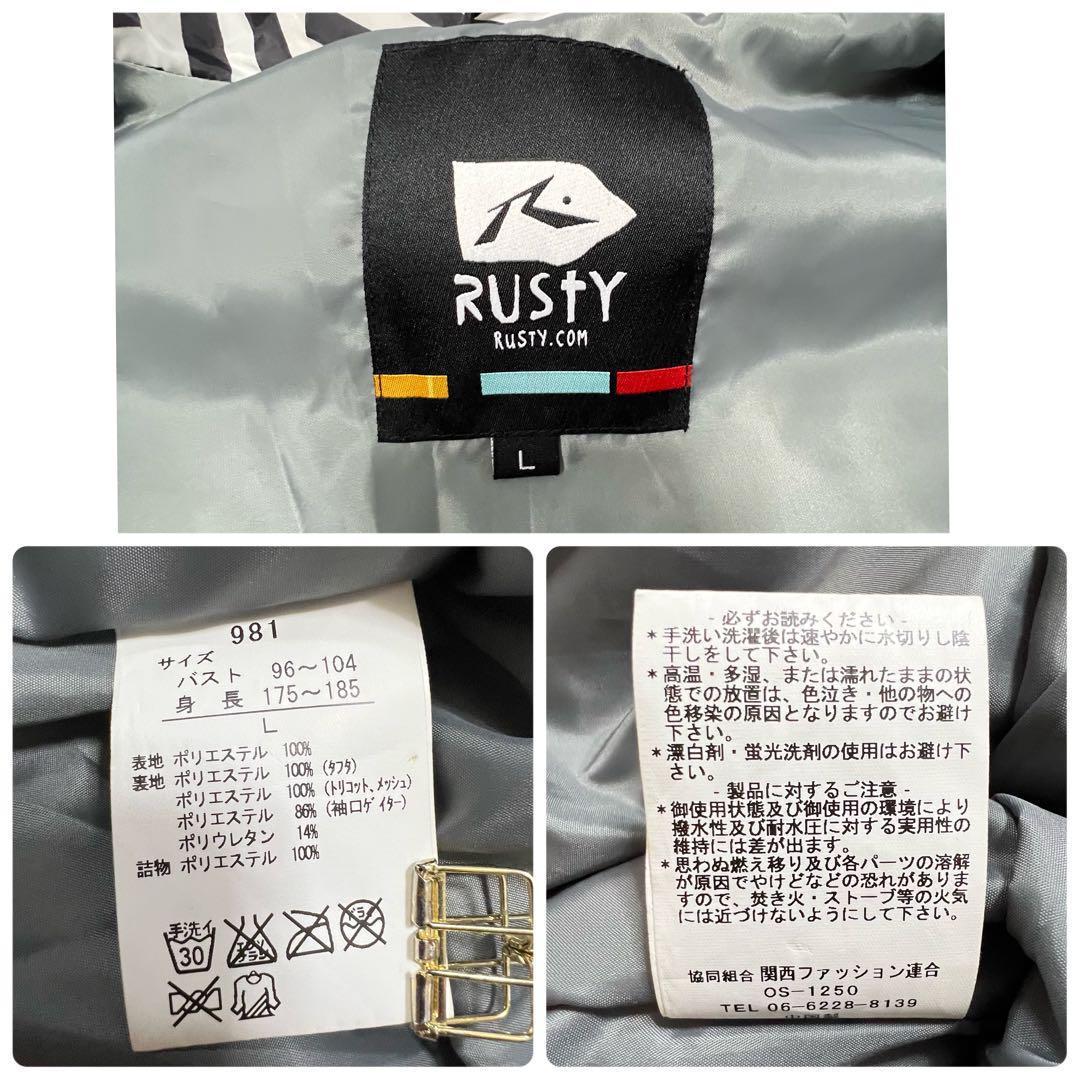 RUSTY
RUSTY.COM
L
981
サイズ
バスト 96～104
身長 175～185
L
表地 ポリエステル 100%
裏地 ポリエステル 100% (タフタ)
ポリエステル 100% (トリコット、メッシュ)
ポリエステル 86% (袖口ゲイター)
ポリウレタン 14%
詰物 ポリエステル 100%
手洗イ
30
エンソ
サラシ
ドライ
- 必ずお読みください -
*手洗い洗濯後は速やかに水切りし陰
干しをして下さい。
*高温・多湿、または濡れたままの状
態での放置は、色泣き・他の物への
色移染の原因となりますのでお避け
下さい。
*漂白剤・蛍光洗剤の使用はお避け下
さい。
- 製品に対するご注意 -
*御使用状態及び御使用の環境により
撥水性及び耐水圧に対する実用性の
維持には差が出ます。
*思わぬ燃え移り及び各パーツの溶解
が原因でやけどなどの恐れがありま
すので、焚き火・ストーブ等の火気
には近づけないようにして下さい。
協同組合 関西ファッション連合
OS-1250
TEL 06-6228-8139
中国製